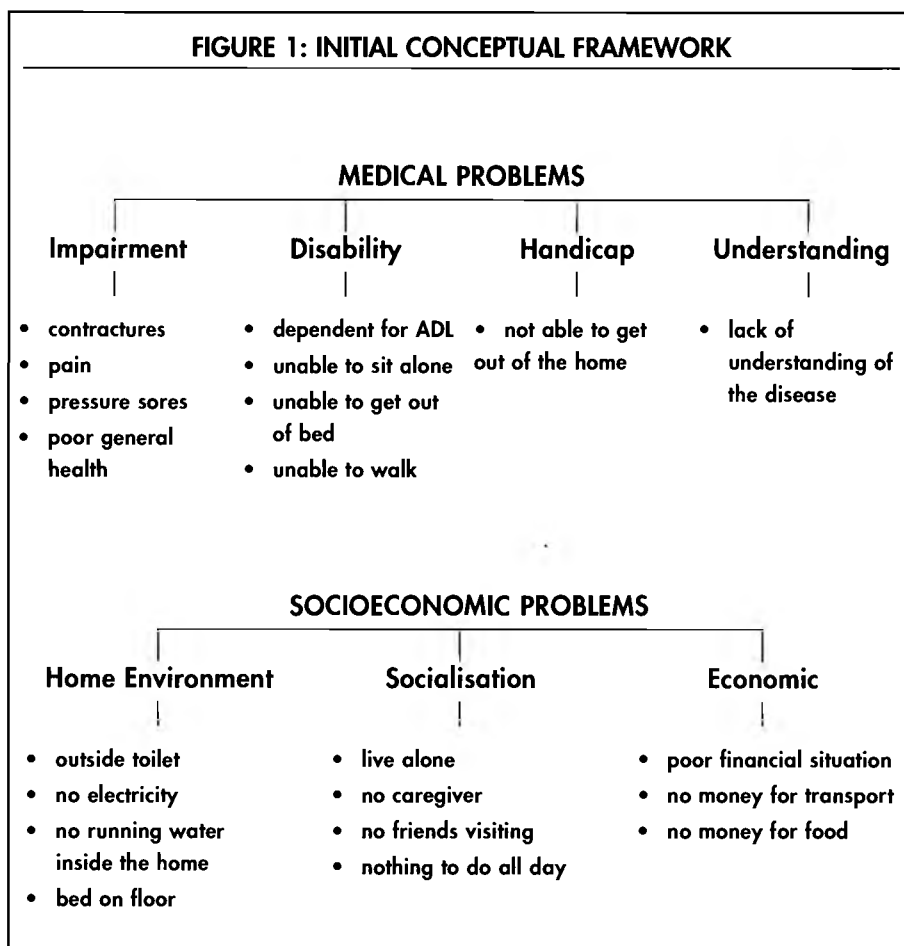 FIGURE 1: INITIAL CONCEPTUAL FRAMEWORK
MEDICAL PROBLEMS
Impairment Disability Handicap Understanding
• contractures
• pain
• pressure sores
• poor general
health
• dependent for ADL
• unable to sit alone
• unable to get out
of bed
• unable to walk
• not able to get
out of the home
• lack of
understanding of
the disease
SOCIOECONOMIC PROBLEMS
Home Environment Socialisation Economic
• outside toilet
• no electricity
• no running water
inside the home
• bed on floor
• live alone
• no caregiver
• no friends visiting
• nothing to do all day
• poor financial situation
• no money for transport
• no money for food